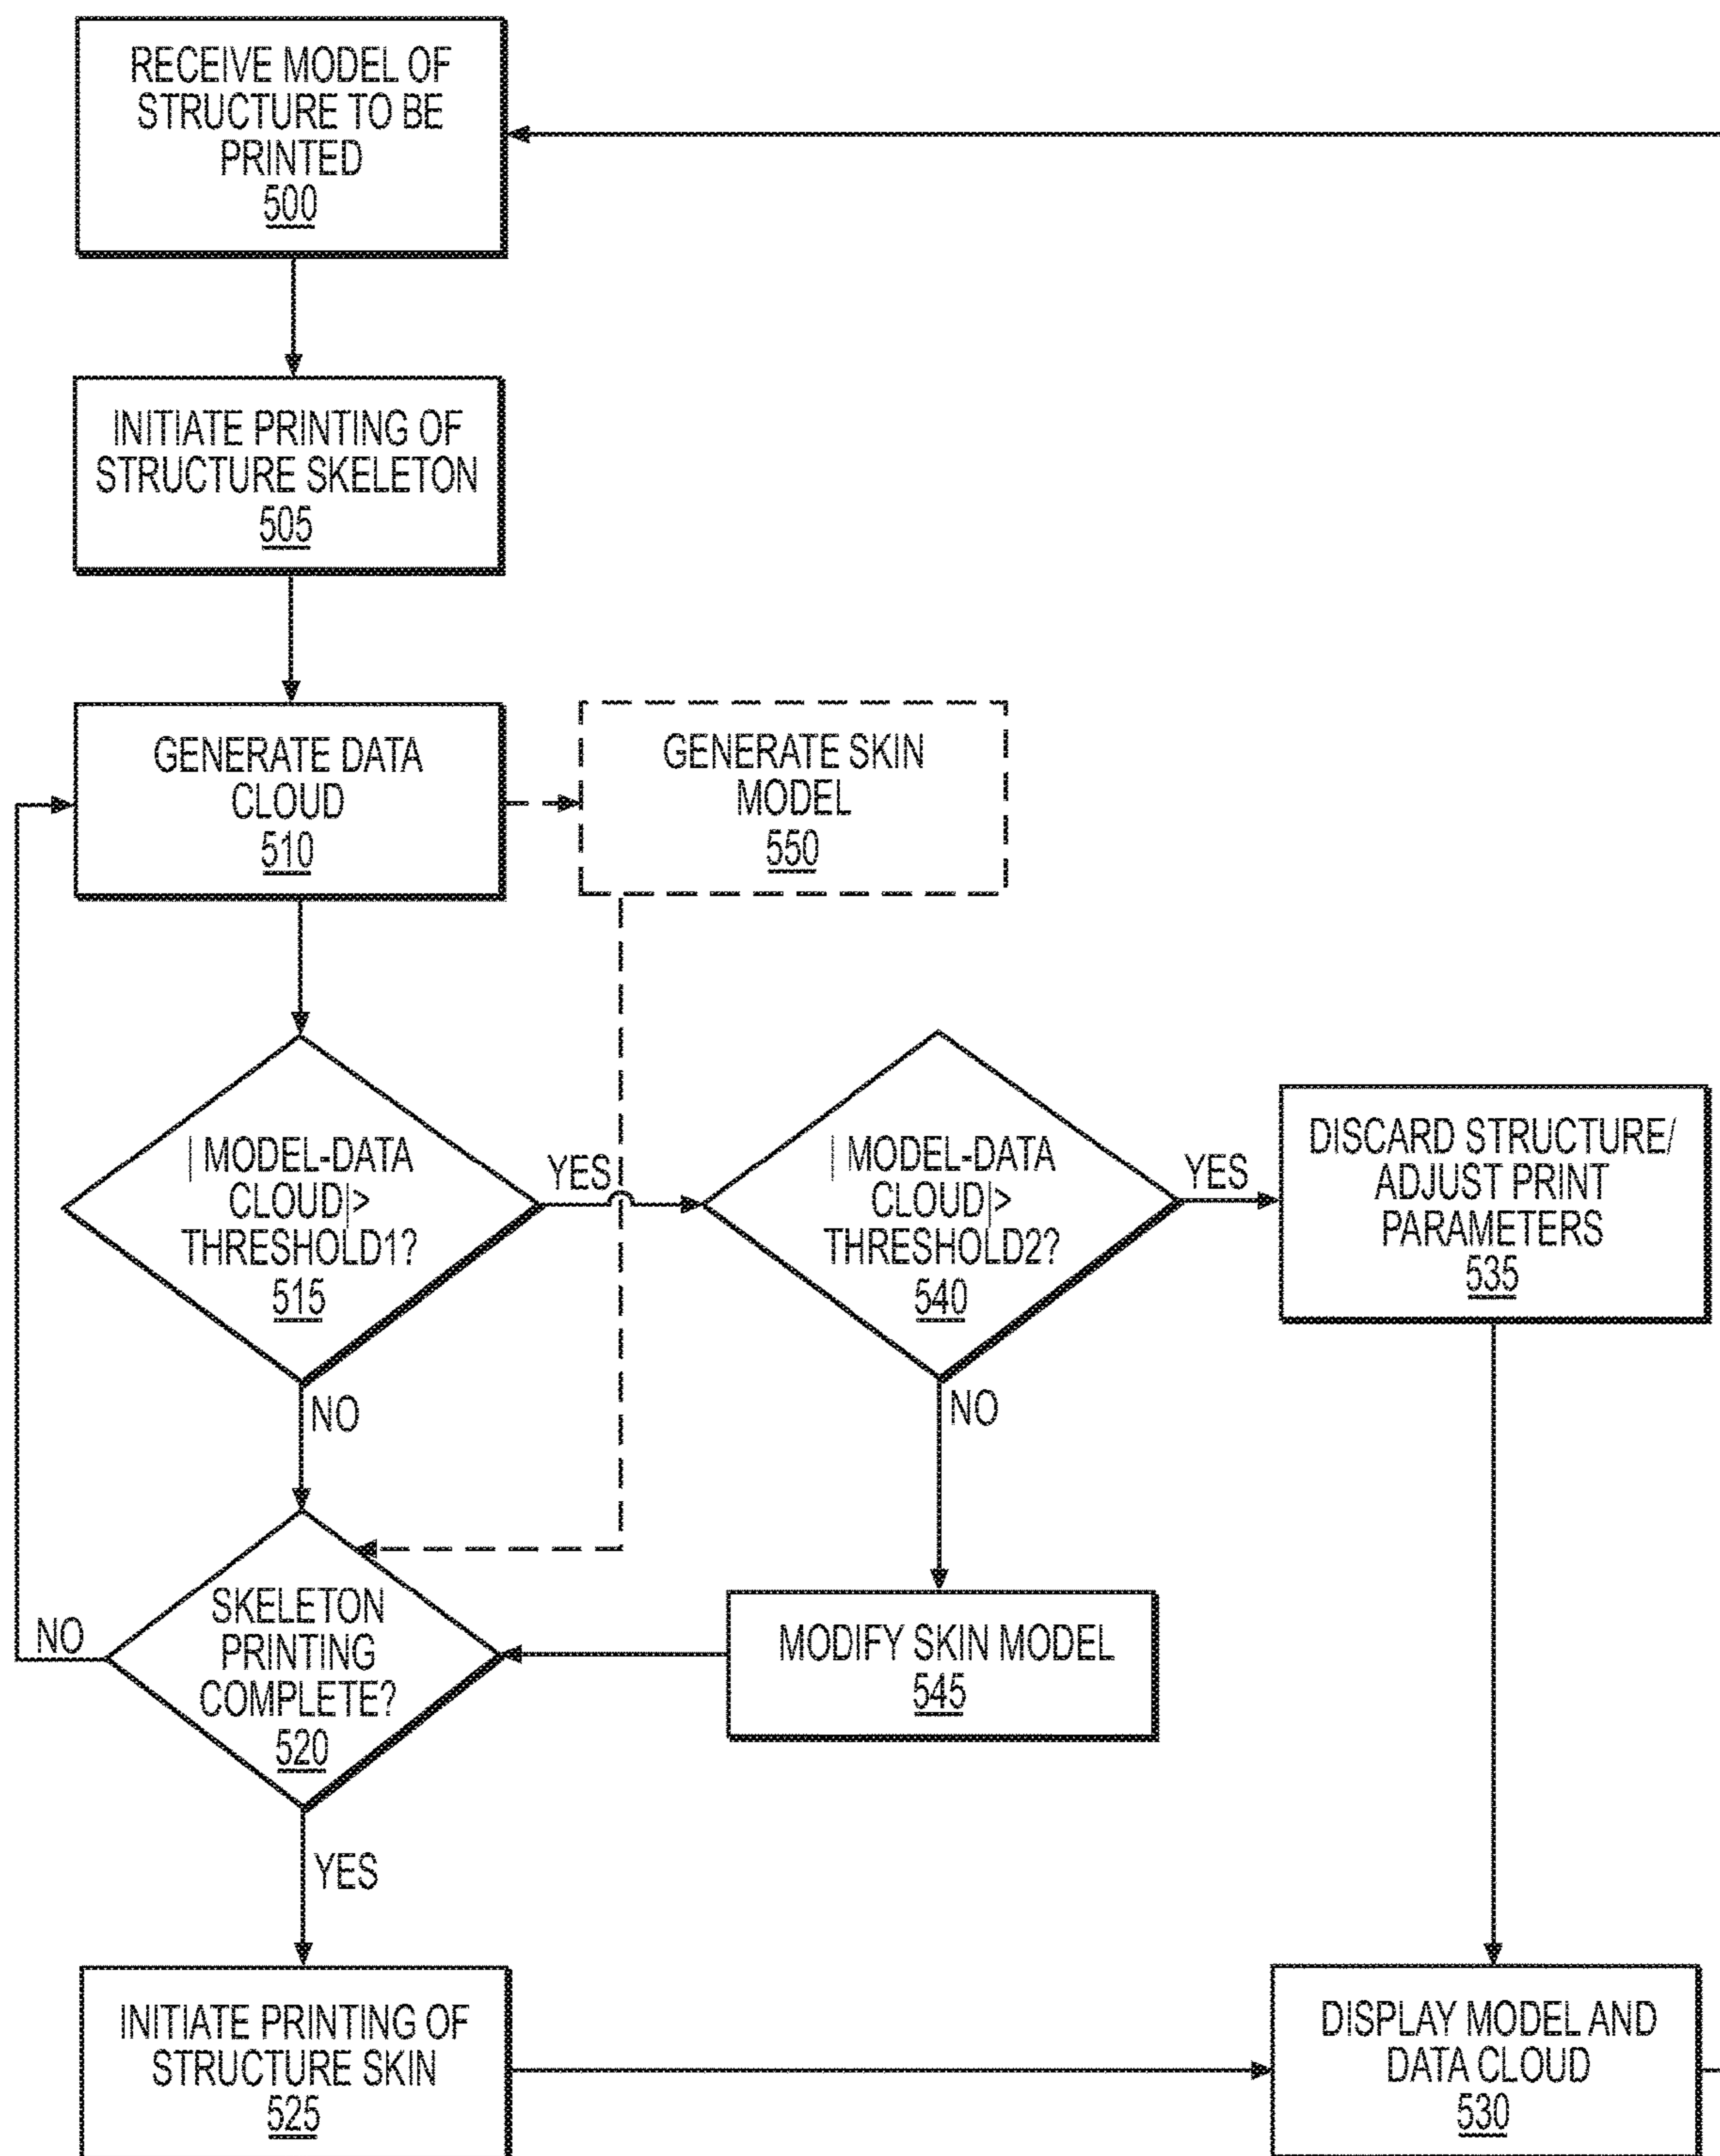 RECEIVE MODEL OF
STRUCTURE TO BE
PRINTED
500
INITIATE PRINTING OF
STRUCTURE SKELETON
505
GENERATE DATA
CLOUD
510
GENERATE SKIN
MODEL
550
| MODEL-DATA
CLOUD|>
THRESHOLD1?
515
YES
NO
| MODEL-DATA
CLOUD|>
THRESHOLD2?
540
YES
NO
DISCARD STRUCTURE/
ADJUST PRINT
PARAMETERS
535
SKELETON
PRINTING
COMPLETE?
520
NO
YES
MODIFY SKIN MODEL
545
INITIATE PRINTING OF
STRUCTURE SKIN
525
DISPLAY MODEL AND
DATA CLOUD
530